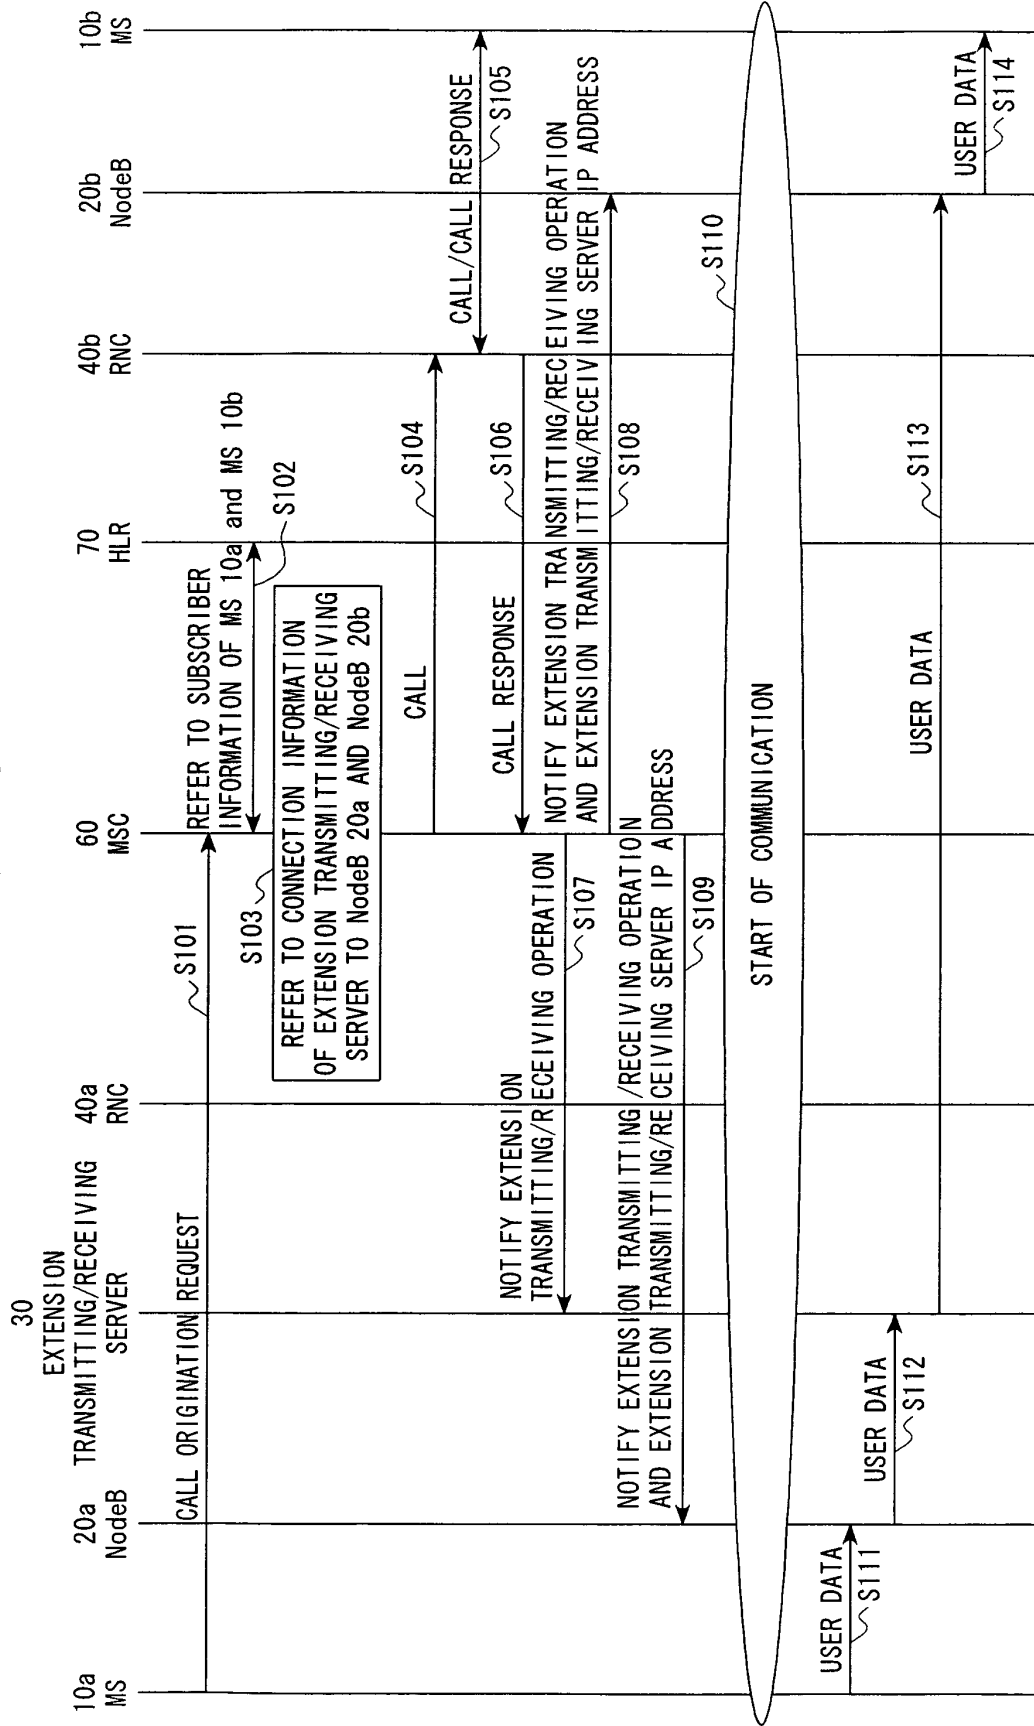 10a
MS
20a
NodeB
30
EXTENSION
TRANSMITTING/RECEIVING
SERVER
40a
RNC
60
MSC
70
HLR
40b
RNC
20b
NodeB
10b
MS
CALL ORIGINATION REQUEST
S101
REFER TO SUBSCRIBER
INFORMATION OF MS 10a and MS 10b
S102
S103
REFER TO CONNECTION INFORMATION
OF EXTENSION TRANSMITTING/RECEIVING
SERVER TO NodeB 20a AND NodeB 20b
CALL
S104
CALL/CALL RESPONSE
S105
CALL RESPONSE
S106
NOTIFY EXTENSION
TRANSMITTING/RECEIVING OPERATION
S107
NOTIFY EXTENSION TRANSMITTING/RECEIVING OPERATION
AND EXTENSION TRANSMITTING/RECEIVING SERVER IP ADDRESS
S108
NOTIFY EXTENSION TRANSMITTING/RECEIVING OPERATION
AND EXTENSION TRANSMITTING/RECEIVING SERVER IP ADDRESS
S109
S110
START OF COMMUNICATION
USER DATA
S111
USER DATA
S112
USER DATA
S113
USER DATA
S114